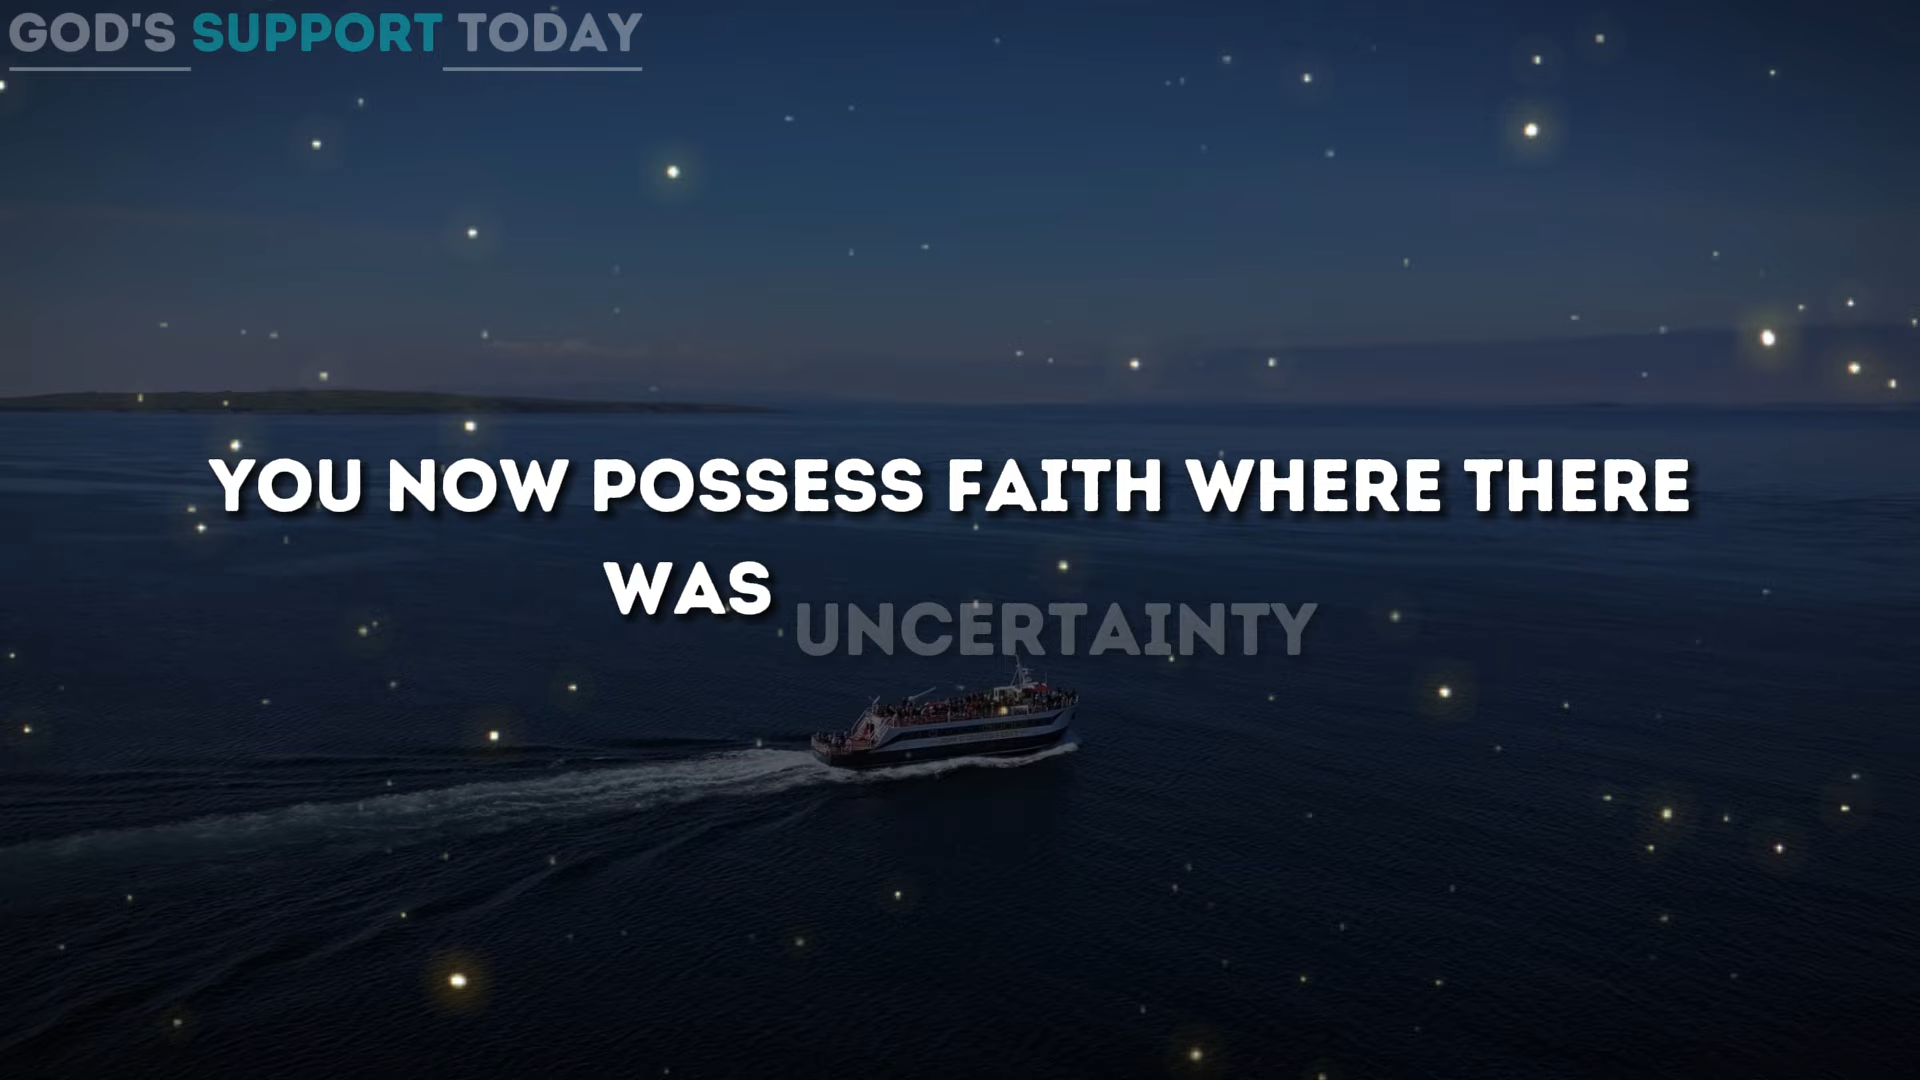 GOD'S SUPPORT TODAY
YOU NOW POSSESS FAITH WHERE THERE
WAS UNCERTAINTY